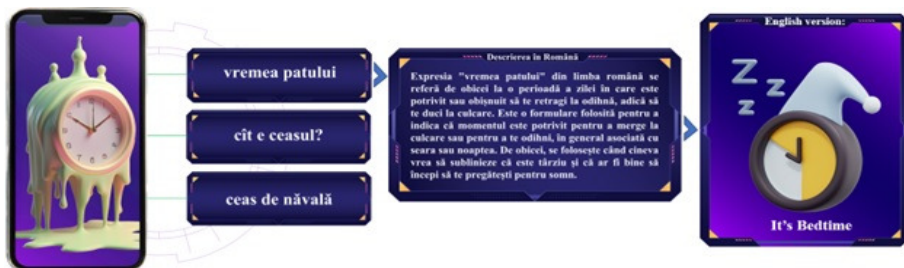 vremea patului
cît e ceasul?
ceas de năvală
Descrierea în Română
Expresia "vremea patului" din limba română se
referă de obicei la o perioadă a zilei în care este
potrivit sau obișnuit să te retragi la odihnă, adică să
te duci la culcare. Este o formulare folosită pentru a
indica că momentul este potrivit pentru a merge la
culcare sau pentru a te odihni, în general asociată cu
seara sau noaptea. De obicei, se folosește când cineva
vrea să sublinieze că este târziu și că ar fi bine să
începi să te pregătești pentru somn.
English version:
Z
Z
Z
It's Bedtime